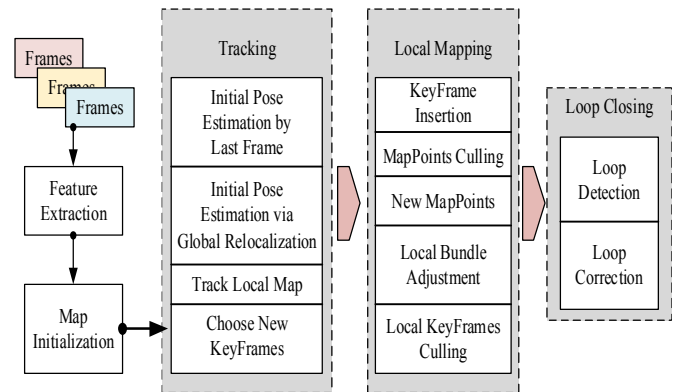 Frames
Frames
Frames
Feature
Extraction
Map
Initialization
Tracking
Initial Pose
Estimation by
Last Frame
Initial Pose
Estimation via
Global Relocalization
Track Local Map
Choose New
KeyFrames
Local Mapping
KeyFrame
Insertion
MapPoints Culling
New MapPoints
Local Bundle
Adjustment
Local KeyFrames
Culling
Loop Closing
Loop
Detection
Loop
Correction